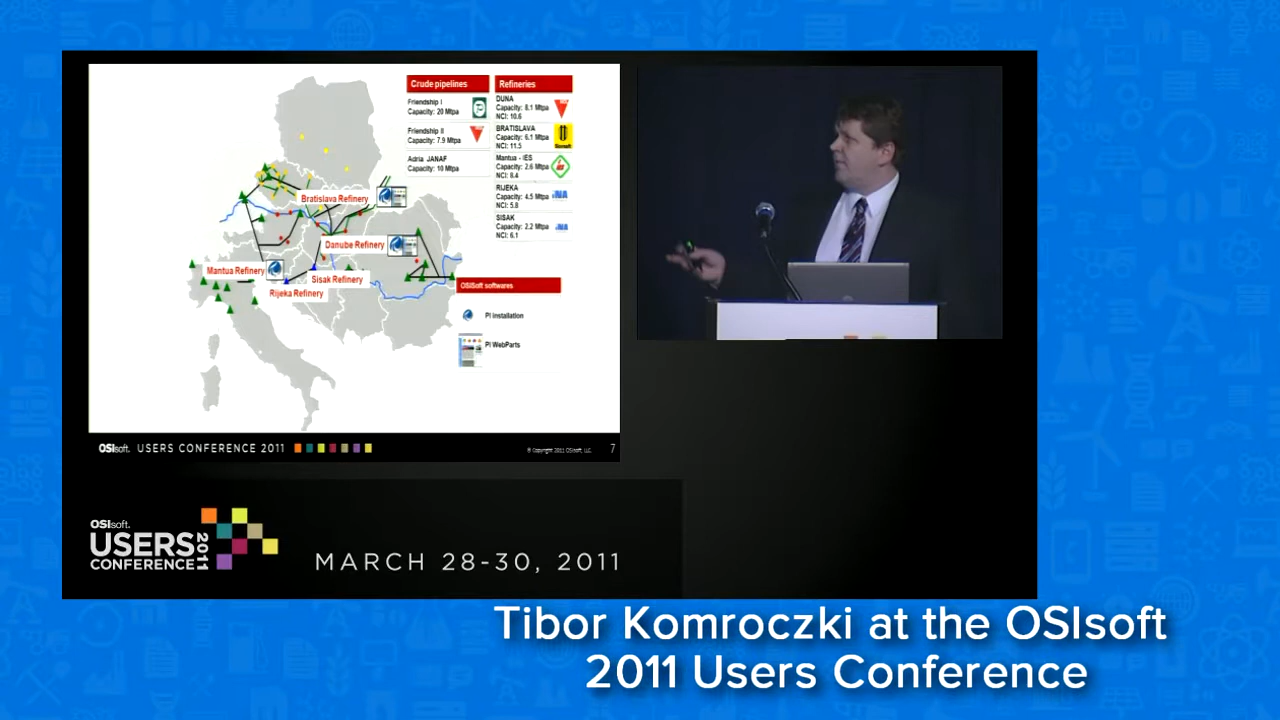 Crude pipelines
Friendship I
Capacity: 20 Mtpa
Friendship II
Capacity: 7.9 Mtpa
Adria JANAF
Capacity: 10 Mtpa
Refineries
DUNA
Capacity: 8.1 Mtpa
NCI: 10.6
BRATISLAVA
Capacity: 6.1 Mtpa
NCI: 11.5
Mantua - IES
Capacity: 2.6 Mtpa
NCI: 8.4
RIJEKA
Capacity: 4.5 Mtpa
NCI: 5.8
INA
SISAK
Capacity: 2.2 Mtpa
NCI: 6.1
INA
Bratislava Refinery
Danube Refinery
Mantua Refinery
Sisak Refinery
Rijeka Refinery
OSISoft softwares
PI installation
PI WebParts
OSIsoft. USERS CONFERENCE 2011
© Copyright 2011 OSIsoft, LLC. 7
OSIsoft.
USERS
CONFERENCE
2011
MARCH 28-30, 2011
Tibor Komroczki at the OSIsoft
2011 Users Conference